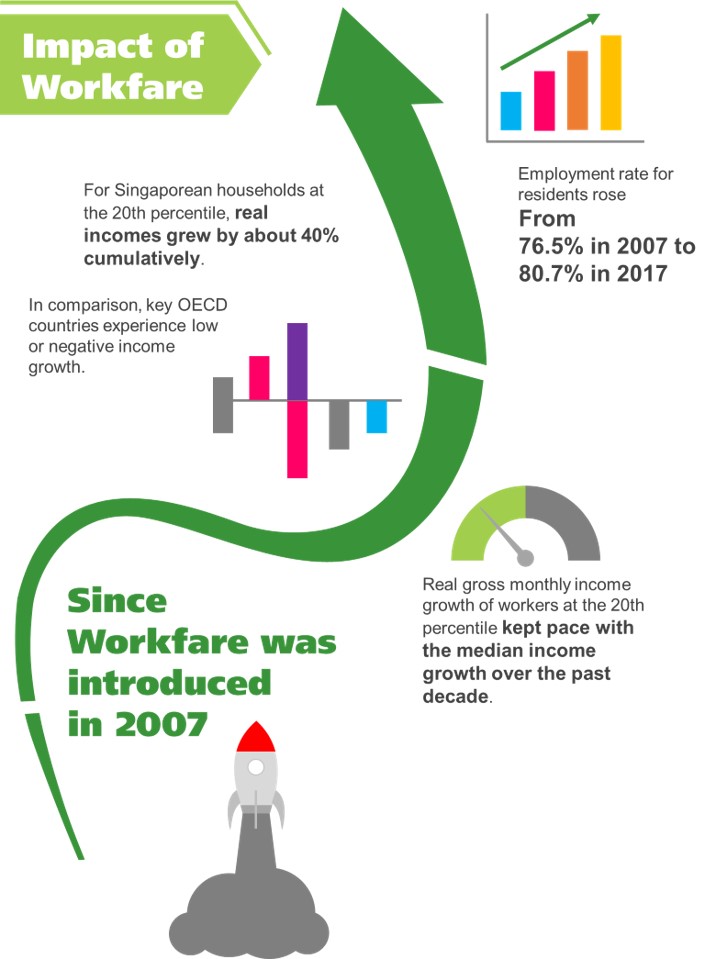 Impact of
Workfare
For Singaporean households at
the 20th percentile, real
incomes grew by about 40%
cumulatively.
Employment rate for
residents rose
From
76.5% in 2007 to
80.7% in 2017
In comparison, key OECD
countries experience low
or negative income
growth.
Real gross monthly income
growth of workers at the 20th
percentile kept pace with
the median income
growth over the past
decade.
Since
Workfare was
introduced
in 2007